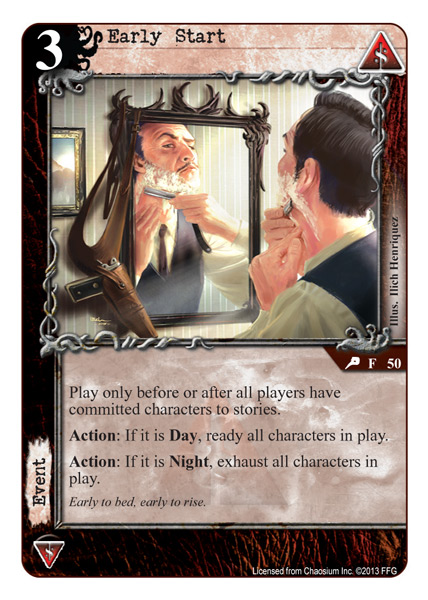 3
Early Start
Illus. Ilich Henriquez
F 50
Play only before or after all players have
committed characters to stories.
Action: If it is Day, ready all characters in play.
Action: If it is Night, exhaust all characters in
play.
Early to bed, early to rise.
Event
Licensed from Chaosium Inc. ©2013 FFG